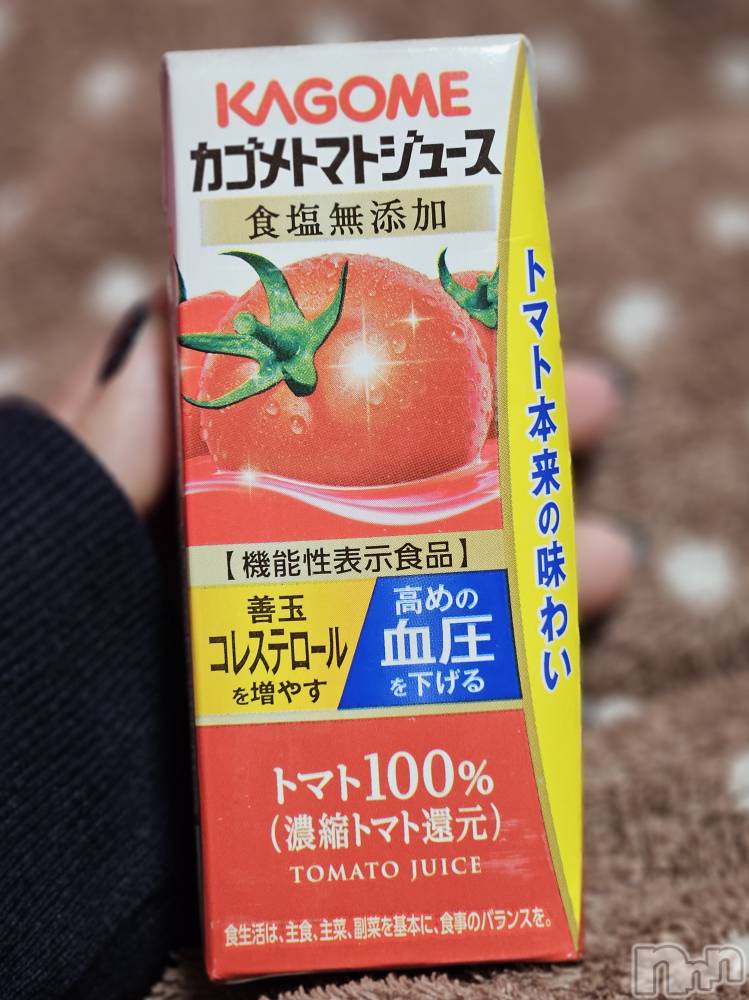 KAGOME
カゴメトマトジュース
食塩無添加
トマト本来の味わい
【機能性表示食品】
善玉
コレステロール
を増やす
高めの
血圧
を下げる
トマト100%
(濃縮トマト還元)
TOMATO JUICE
食生活は、主食、主菜、副菜を基本に、食事のバランスを。